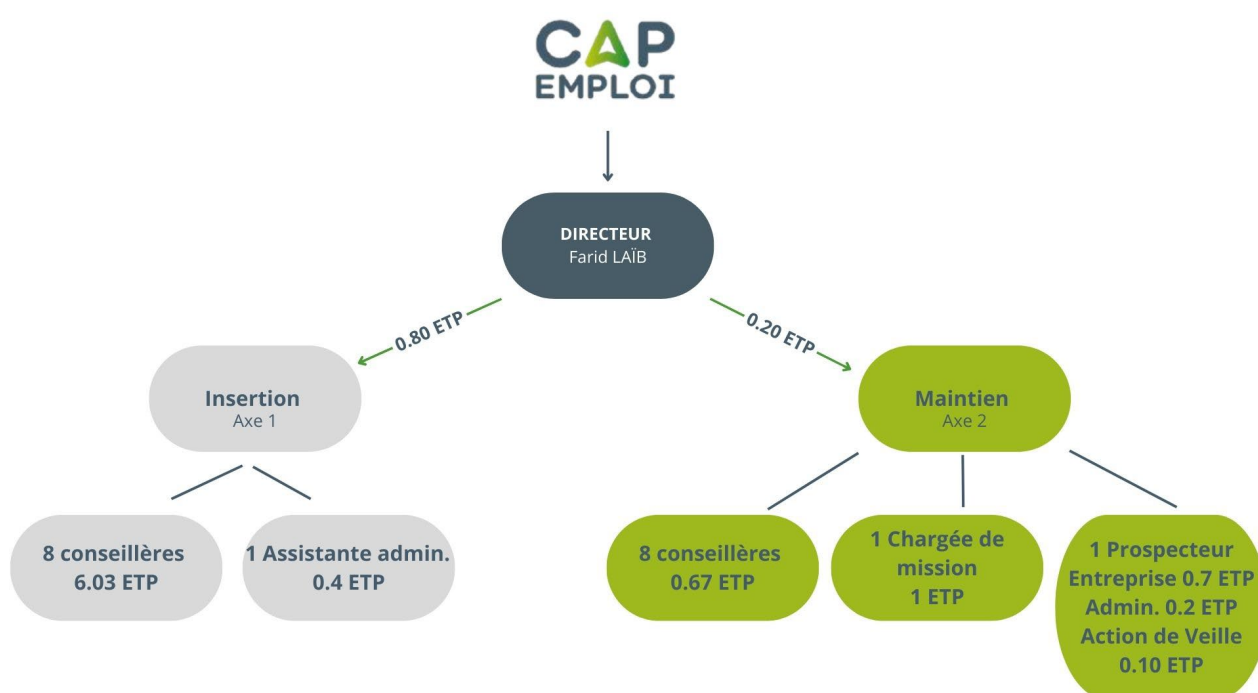 CAP
EMPLOI
DIRECTEUR
Farid LAÏB
0.80 ETP
0.20 ETP
Insertion
Axe 1
Maintien
Axe 2
8 conseillères
6.03 ETP
1 Assistante admin.
0.4 ETP
8 conseillères
0.67 ETP
1 Chargée de
mission
1 ETP
1 Prospecteur
Entreprise 0.7 ETP
Admin. 0.2 ETP
Action de Veille
0.10 ETP